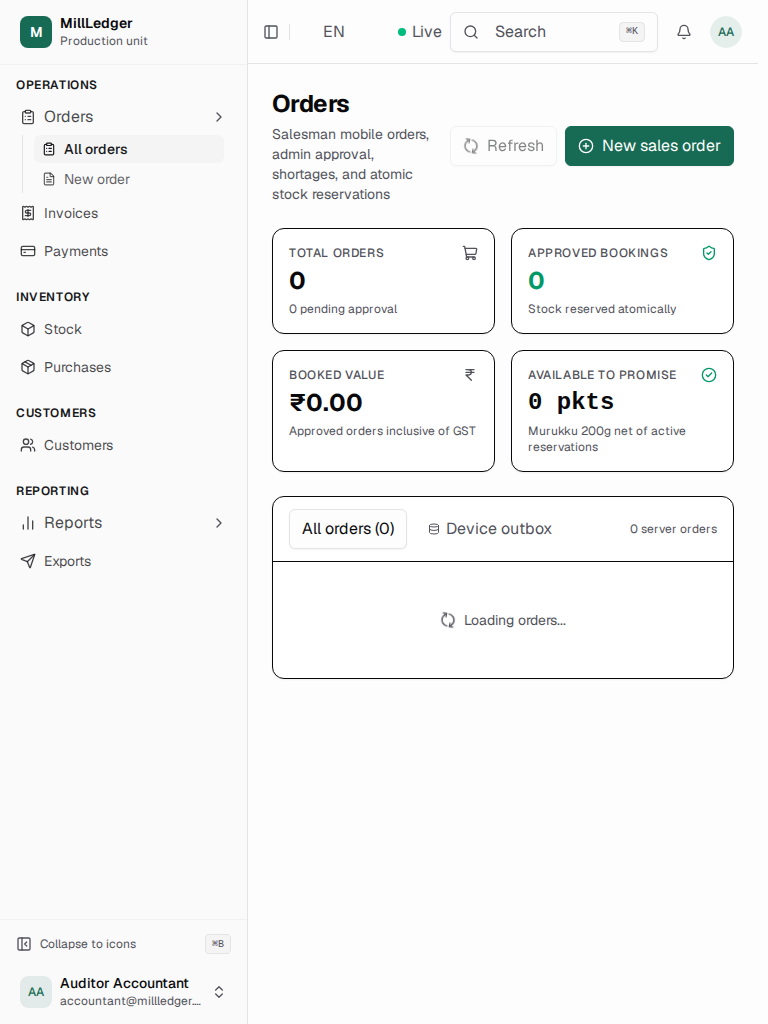 M
MillLedger
Production unit
OPERATIONS
Orders
All orders
New order
Invoices
Payments
INVENTORY
Stock
Purchases
CUSTOMERS
Customers
REPORTING
Reports
Exports
Collapse to icons
⌘B
AA
Auditor Accountant
accountant@millledger....
EN
Live
Search
⌘K
AA
Orders
Salesman mobile orders,
admin approval,
shortages, and atomic
stock reservations
Refresh
New sales order
TOTAL ORDERS
0
0 pending approval
APPROVED BOOKINGS
0
Stock reserved atomically
BOOKED VALUE
₹0.00
Approved orders inclusive of GST
AVAILABLE TO PROMISE
0 pkts
Murukku 200g net of active
reservations
All orders (0)
Device outbox
0 server orders
Loading orders...